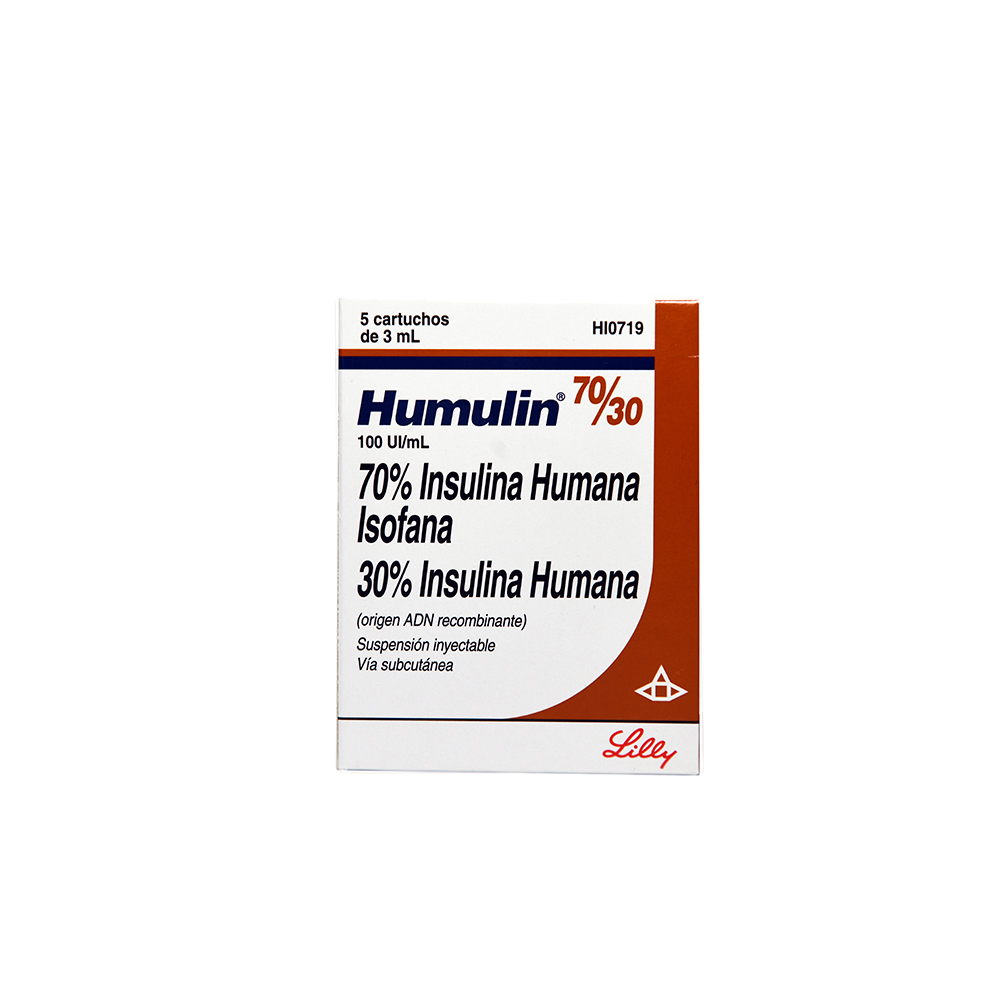 5 cartuchos
de 3 mL
HI0719
Humulin® 70/30
100 UI/mL
70% Insulina Humana
Isofana
30% Insulina Humana
(origen ADN recombinante)
Suspensión inyectable
Vía subcutánea
Lilly